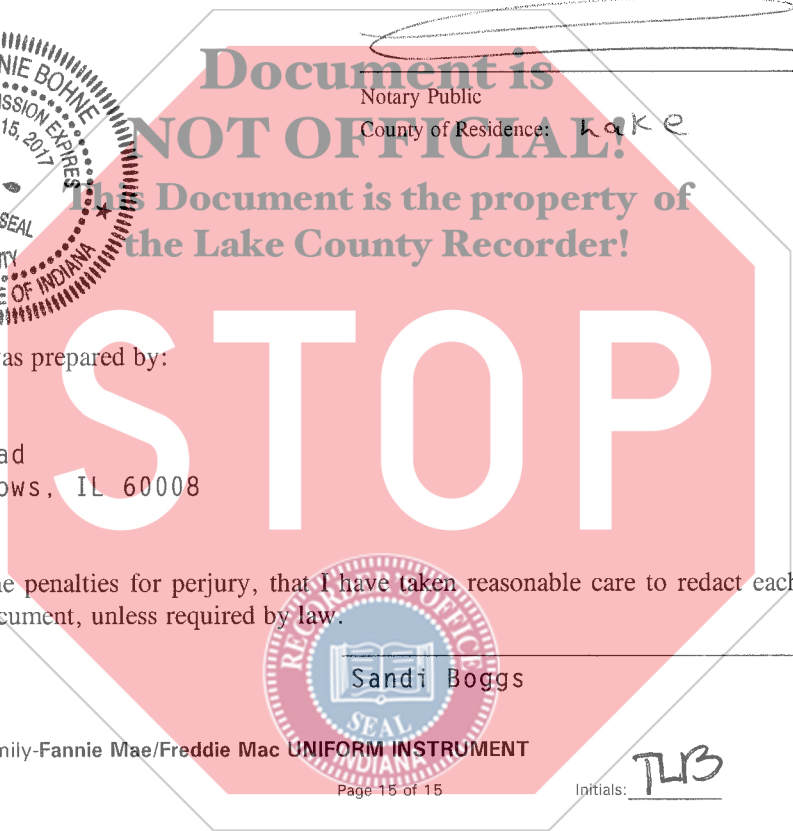 Document is
NOT OFFICIAL!
This Document is the property of
the Lake County Recorder!
STOP
NIE BOHNE
SSION EXPIRES
15, 2017
SEAL
TY
OF INDIANA
Notary Public
County of Residence: Lake
was prepared by:
ad
ows, IL 60008
he penalties for perjury, that I have taken reasonable care to redact each
cument, unless required by law.
RECORDER OFFICE
SEAL
INDIANA
Sandi Boggs
mily-Fannie Mae/Freddie Mac UNIFORM INSTRUMENT
Page 15 of 15
Initials: TLB